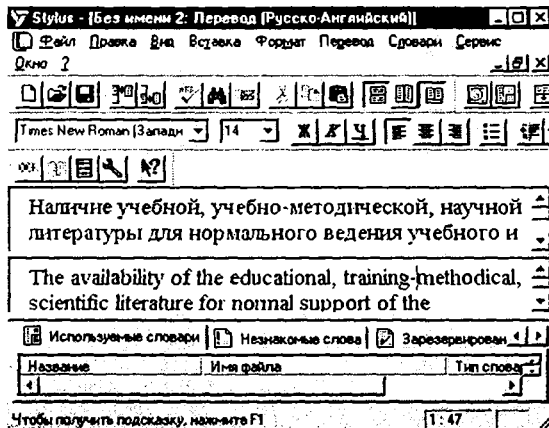 Stylus - [Без имени 2: Перевод (Русско-Английский)]
Файл Правка Вид Вставка Формат Перевод Словари Сервис
Окно ?
Times New Roman (Западн 14 Ж К Ч
Наличие учебной, учебно-методической, научной
литературы для нормального ведения учебного и
The availability of the educational, training-methodical,
scientific literature for normal support of the
Используемые словари Незнакомые слова Зарезервирован
Название Имя файла Тип словар
Чтобы получить подсказку, нажмите F1 1 : 47